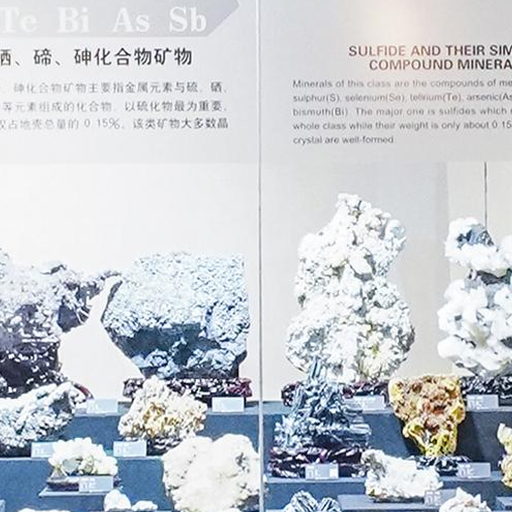 Te Bi As Sb
硒、碲、砷化合物矿物
、砷化合物矿物主要指金属元素与硫、硒、
等元素组成的化合物，以硫化物最为重要，
仅占地壳总量的0.15%。该类矿物大多数晶
SULFIDE AND THEIR SIM
COMPOUND MINERA
Minerals of this class are the compounds of me
sulphur(S), selenium(Se), telirium(Te), arsenic(As
bismuth(Bi). The major one is sulfides which
whole class while their weight is only about 0.15
crystal are well-formed